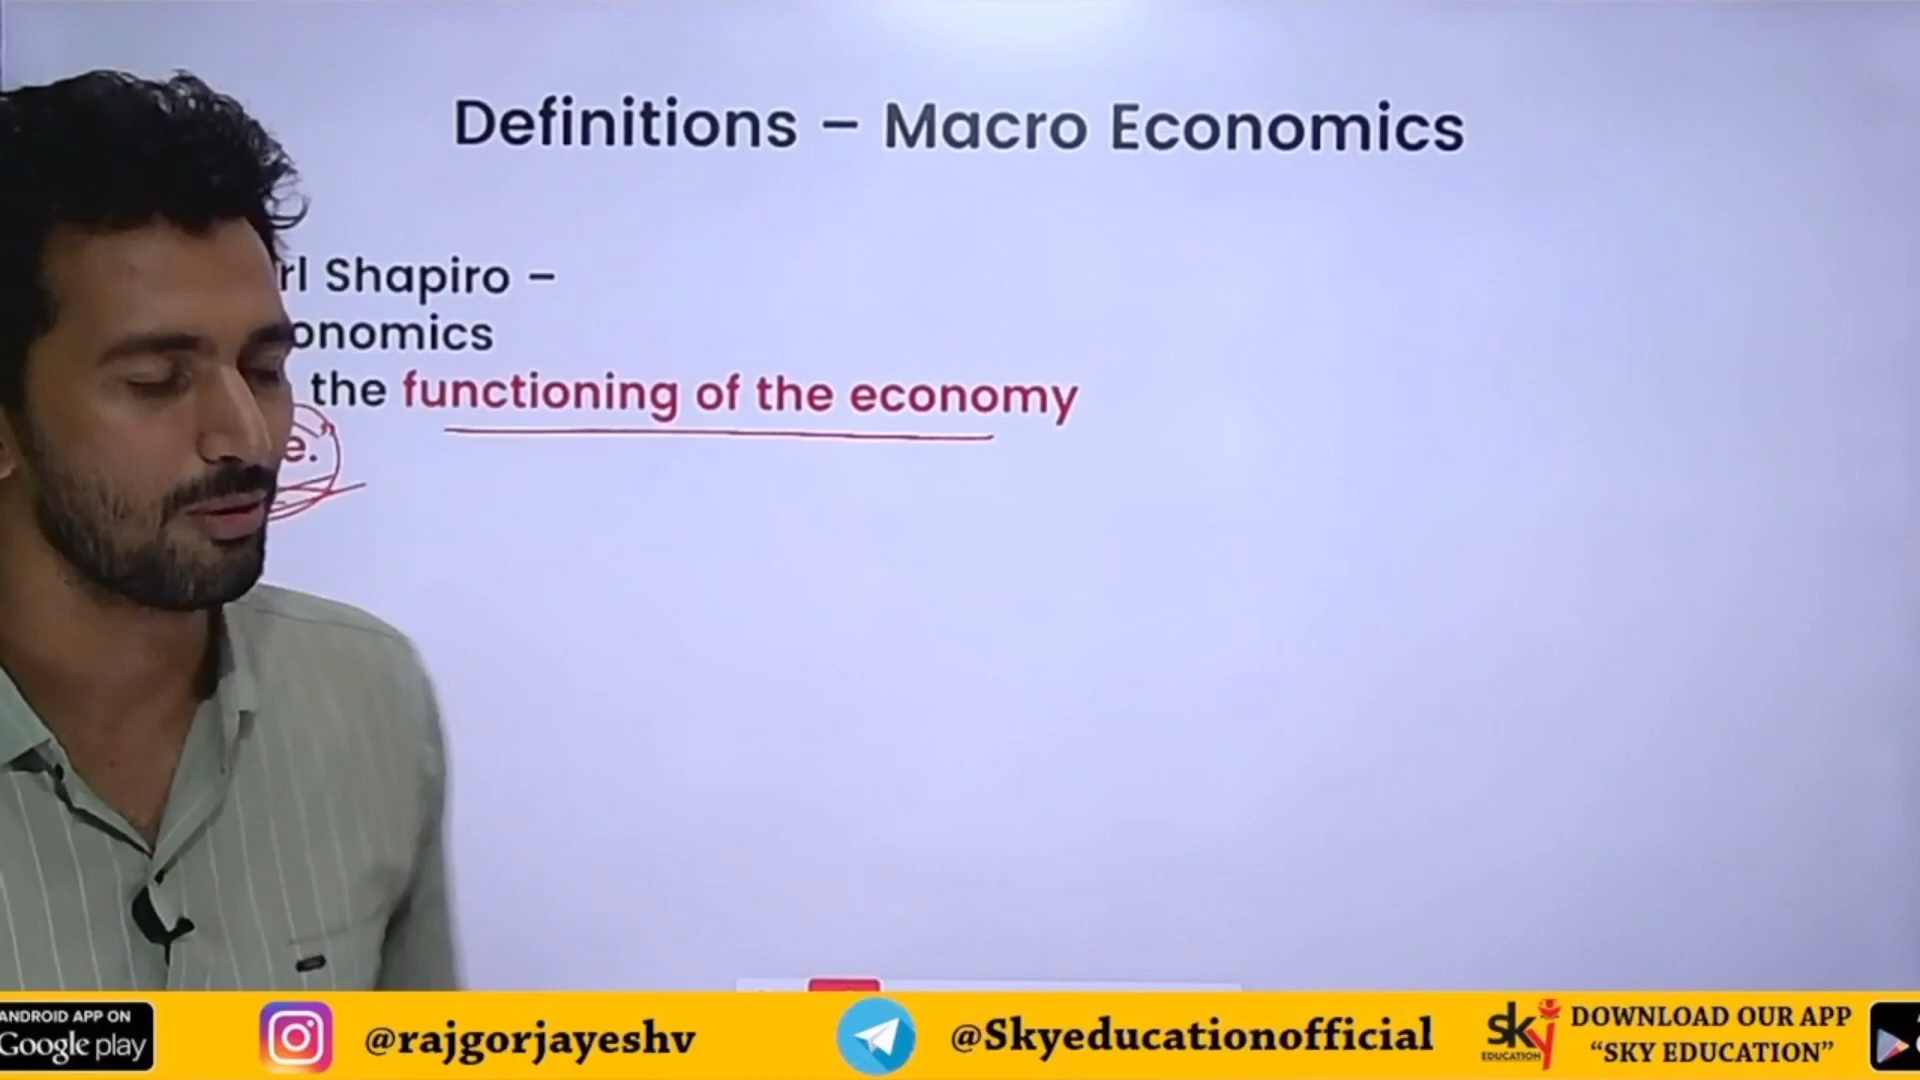 Definitions – Macro Economics
rl Shapiro –
onomics
the functioning of the economy
e.”
ANDROID APP ON
Google play
@rajgorjayeshv
@Skyeducationofficial
sky
EDUCATION
DOWNLOAD OUR APP
“SKY EDUCATION”